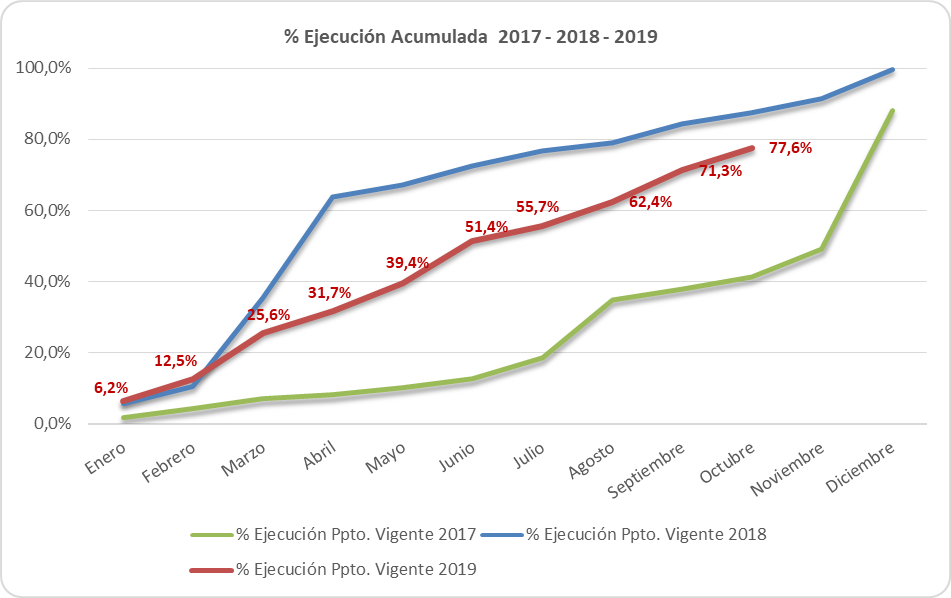 % Ejecución Acumulada 2017 - 2018 - 2019
100,0%
80,0%
60,0%
40,0%
20,0%
0,0%
6,2%
12,5%
25,6%
31,7%
39,4%
51,4%
55,7%
62,4%
71,3%
77,6%
Enero
Febrero
Marzo
Abril
Mayo
Junio
Julio
Agosto
Septiembre
Octubre
Noviembre
Diciembre
% Ejecución Ppto. Vigente 2017
% Ejecución Ppto. Vigente 2018
% Ejecución Ppto. Vigente 2019